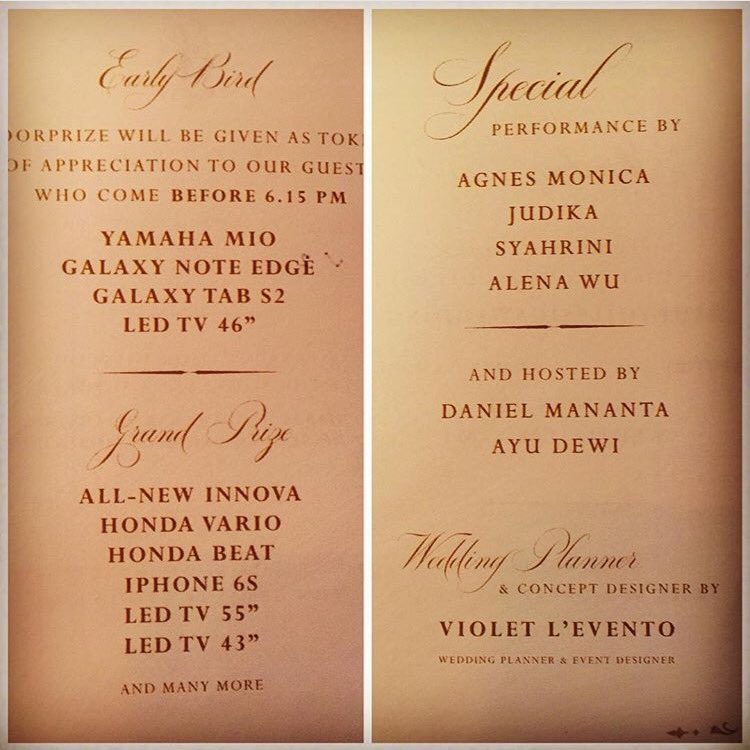 Early Bird
OORPRIZE WILL BE GIVEN AS TOK
OF APPRECIATION TO OUR GUEST
WHO COME BEFORE 6.15 PM
YAMAHA MIO
GALAXY NOTE EDGE
GALAXY TAB S2
LED TV 46”
Grand Prize
ALL-NEW INNOVA
HONDA VARIO
HONDA BEAT
IPHONE 6S
LED TV 55”
LED TV 43”
AND MANY MORE
Special
PERFORMANCE BY
AGNES MONICA
JUDIKA
SYAHRINI
ALENA WU
AND HOSTED BY
DANIEL MANANTA
AYU DEWI
Wedding Planner
& CONCEPT DESIGNER BY
VIOLET L’EVENTO
WEDDING PLANNER & EVENT DESIGNER